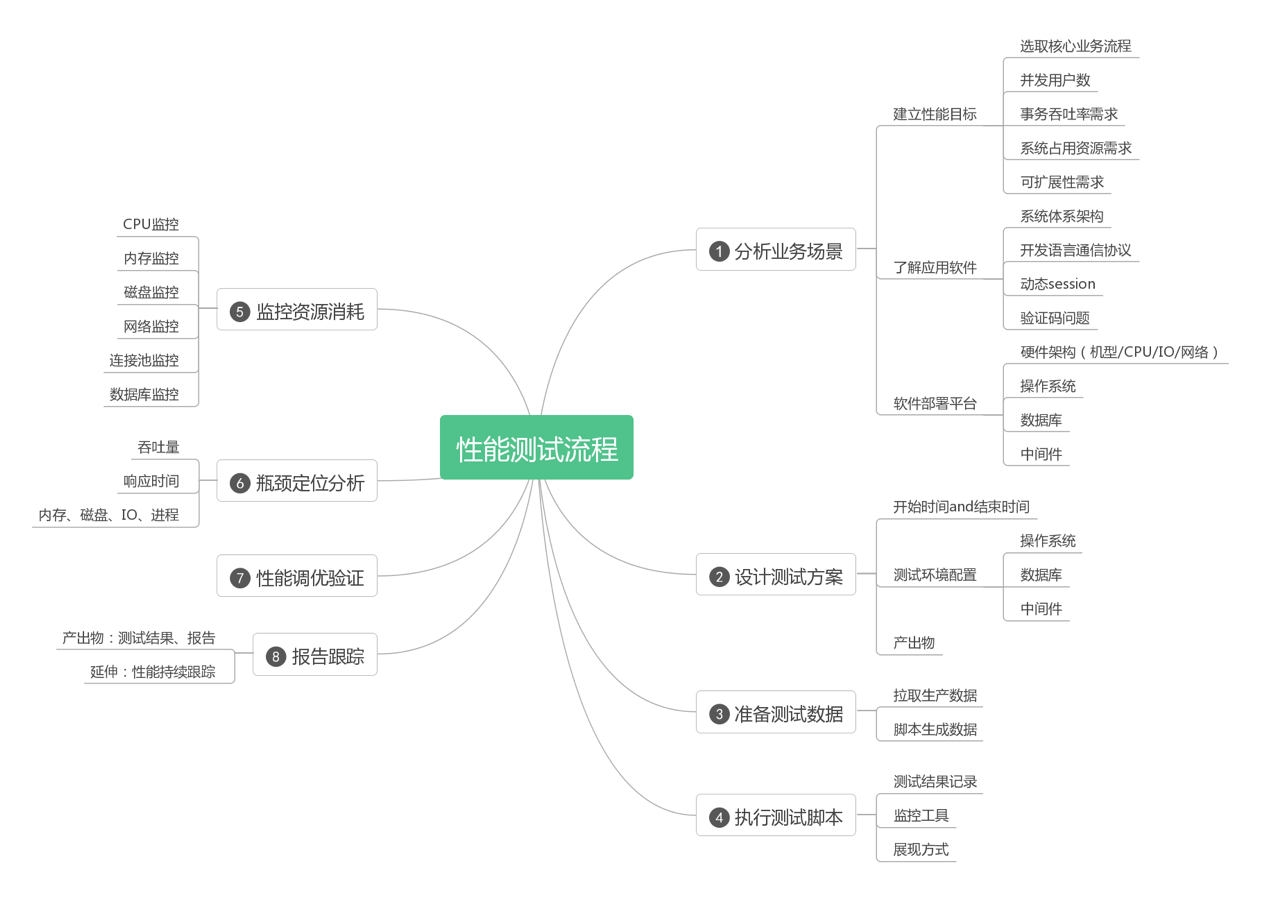 性能测试流程
1 分析业务场景
建立性能目标
选取核心业务流程
并发用户数
事务吞吐率需求
系统占用资源需求
可扩展性需求
了解应用软件
系统体系架构
开发语言通信协议
动态session
验证码问题
软件部署平台
硬件架构（机型/CPU/IO/网络）
操作系统
数据库
中间件
2 设计测试方案
开始时间and结束时间
测试环境配置
操作系统
数据库
中间件
产出物
3 准备测试数据
拉取生产数据
脚本生成数据
4 执行测试脚本
测试结果记录
监控工具
展现方式
5 监控资源消耗
CPU监控
内存监控
磁盘监控
网络监控
连接池监控
数据库监控
6 瓶颈定位分析
吞吐量
响应时间
内存、磁盘、IO、进程
7 性能调优验证
8 报告跟踪
产出物：测试结果、报告
延伸：性能持续跟踪